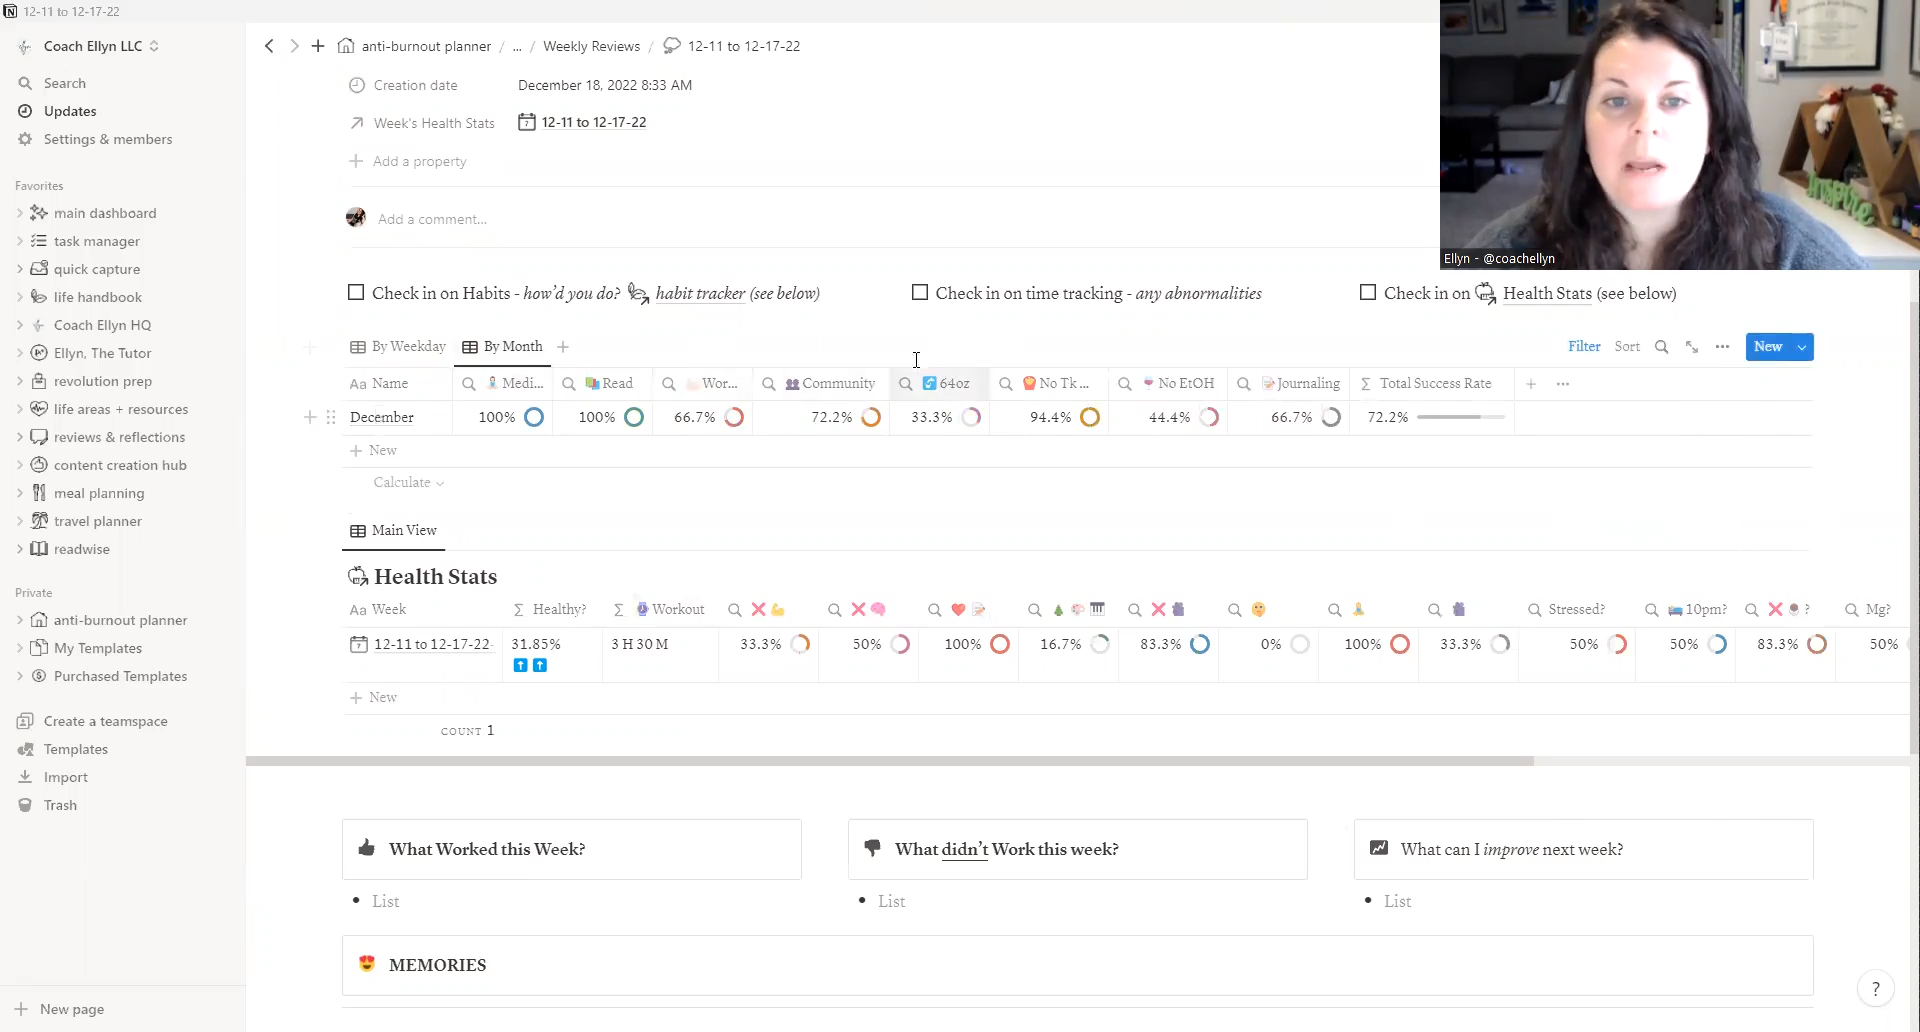 12-11 to 12-17-22
Coach Ellyn LLC
Search
Updates
Settings & members
Favorites
main dashboard
task manager
quick capture
life handbook
Coach Ellyn HQ
Ellyn, The Tutor
revolution prep
life areas + resources
reviews & reflections
content creation hub
meal planning
travel planner
readwise
Private
anti-burnout planner
My Templates
Purchased Templates
Create a teamspace
Templates
Import
Trash
New page
anti-burnout planner / ... / Weekly Reviews / 12-11 to 12-17-22
Creation date December 18, 2022 8:33 AM
Week's Health Stats 12-11 to 12-17-22
Add a property
Add a comment...
Ellyn - @coachellyn
Check in on Habits - how'd you do? habit tracker (see below)
Check in on time tracking - any abnormalities
Check in on Health Stats (see below)
By Weekday By Month
Filter Sort New
Aa Name Medi... Read Wor... Community 64oz No Tk ... No EtOH Journaling Σ Total Success Rate
December 100% 100% 66.7% 72.2% 33.3% 94.4% 44.4% 66.7% 72.2%
New
Calculate
Main View
Health Stats
Aa Week Σ Healthy? Σ Workout Stressed? 10pm? ? Mg?
12-11 to 12-17-22 31.85% 3 H 30 M 33.3% 50% 100% 16.7% 83.3% 0% 100% 33.3% 50% 50% 83.3% 50%
New
COUNT 1
What Worked this Week?
List
What didn't Work this week?
List
What can I improve next week?
List
MEMORIES
?